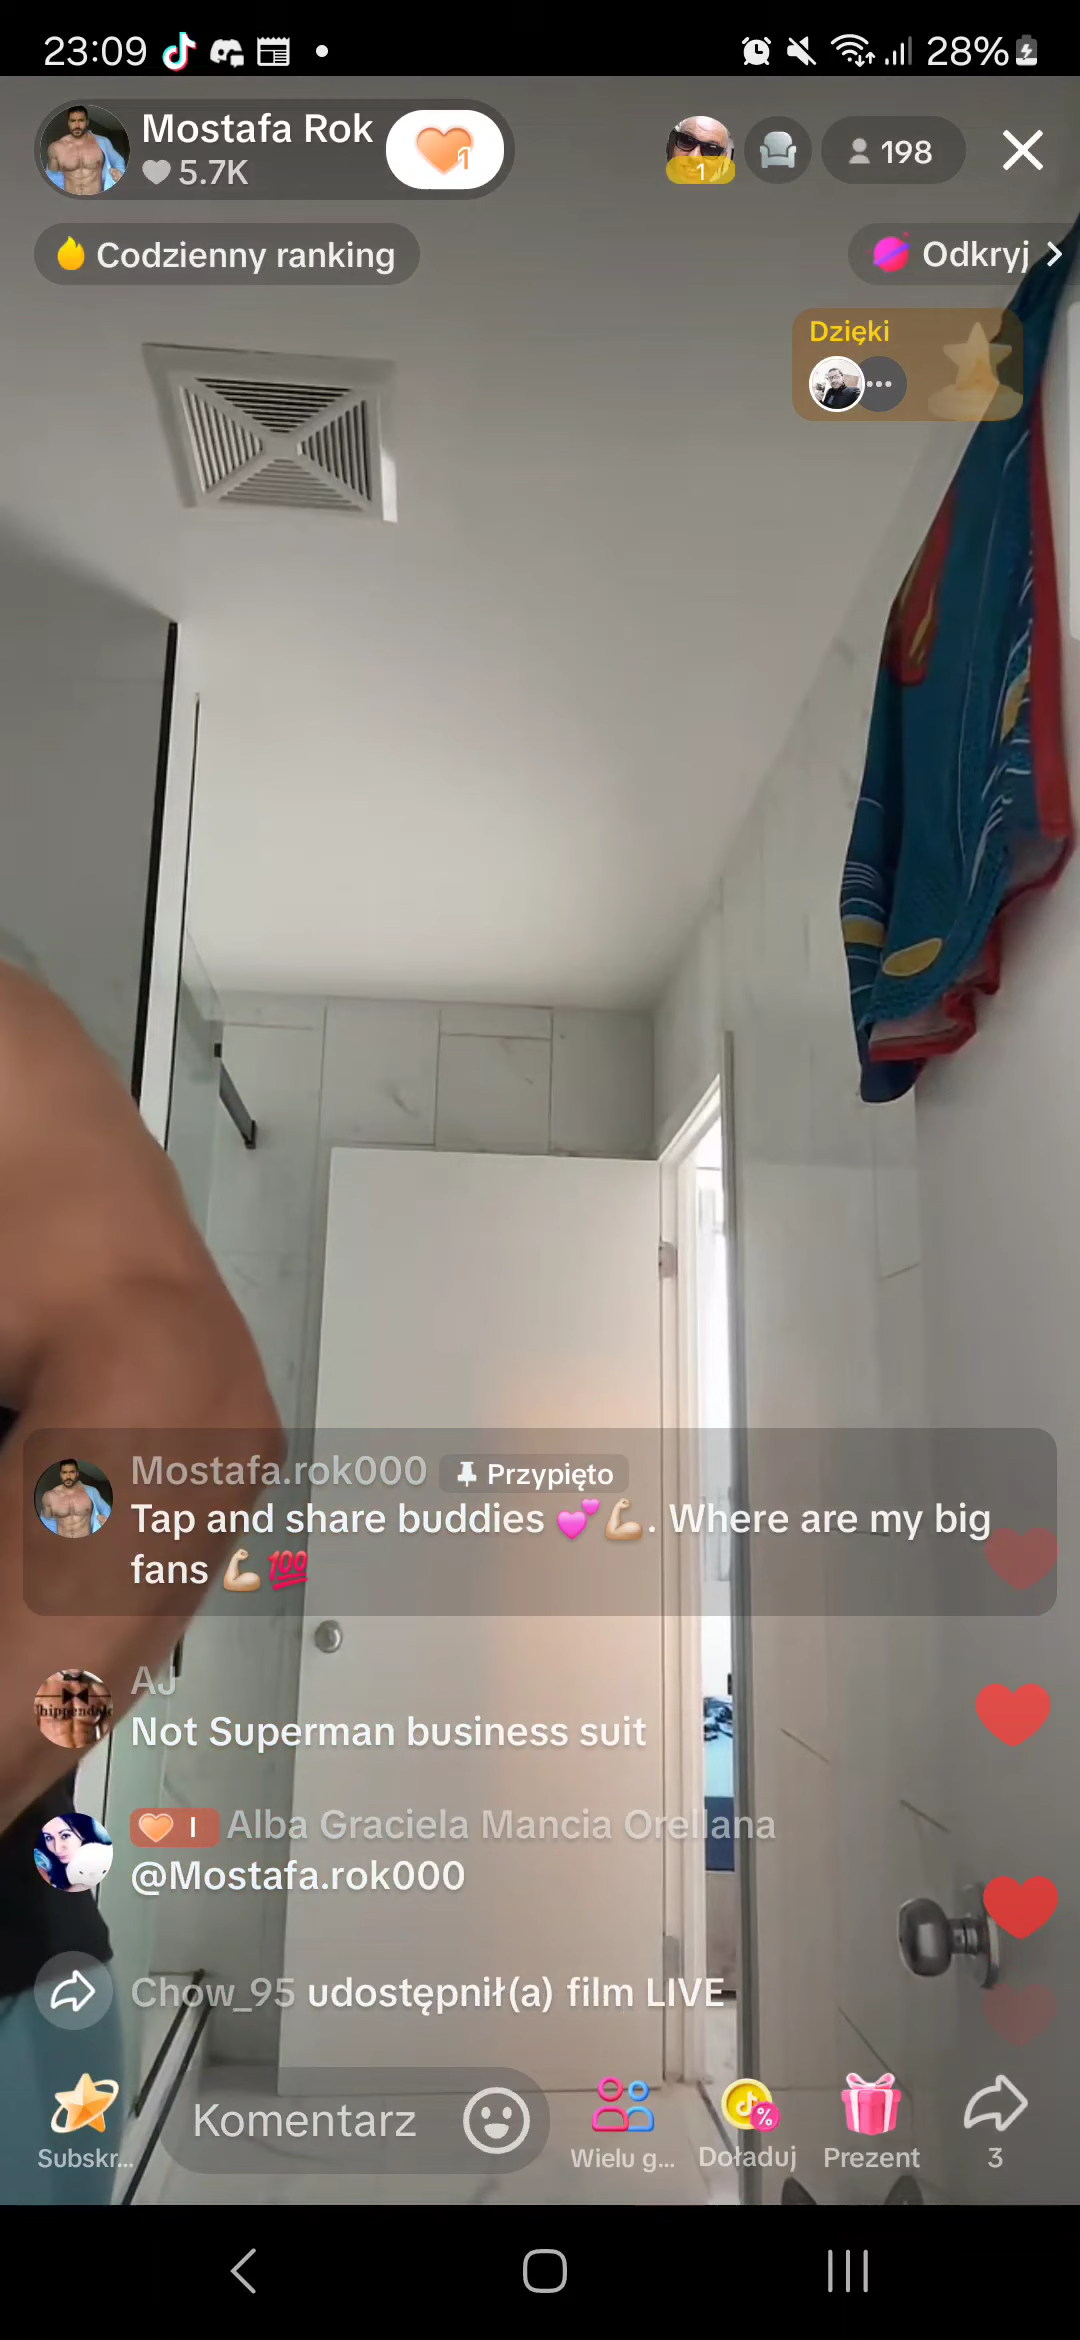 23:09
28%
Mostafa Rok
5.7K
1
1
198
Codzienny ranking
Odkryj
Dzięki
Mostafa.rok000 Przypięto
Tap and share buddies 💕💪🏼. Where are my big
fans 💪🏼💯
AJ
Not Superman business suit
I Alba Graciela Mancia Orellana
@Mostafa.rok000
Chow_95 udostępnił(a) film LIVE
Subskr...
Komentarz
Wielu g...
%
Doładuj
Prezent
3